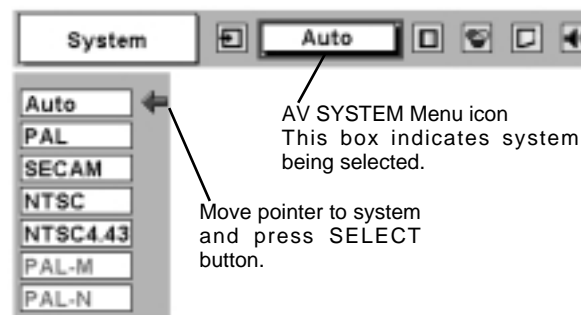 System
Auto
AV SYSTEM Menu icon
This box indicates system
being selected.
Auto
PAL
SECAM
NTSC
NTSC4.43
PAL-M
PAL-N
Move pointer to system
and press SELECT
button.